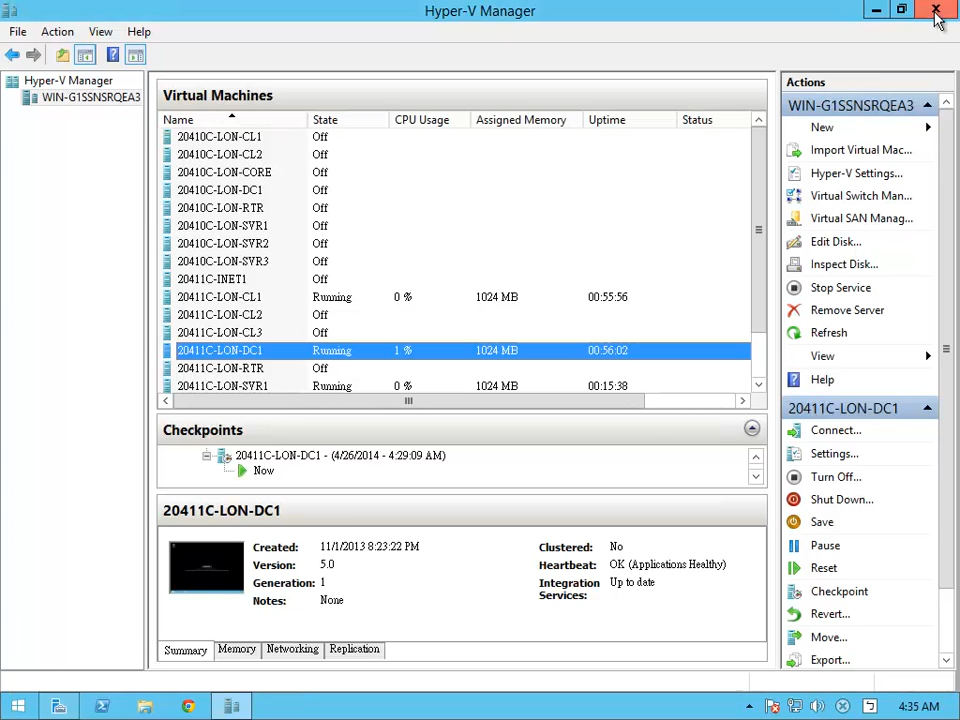 Hyper-V Manager
File Action View Help
Hyper-V Manager
WIN-G1SSNSRQEA3
Virtual Machines
Name State CPU Usage Assigned Memory Uptime Status
20410C-LON-CL1 Off
20410C-LON-CL2 Off
20410C-LON-CORE Off
20410C-LON-DC1 Off
20410C-LON-RTR Off
20410C-LON-SVR1 Off
20410C-LON-SVR2 Off
20410C-LON-SVR3 Off
20411C-INET1 Off
20411C-LON-CL1 Running 0 % 1024 MB 00:55:56
20411C-LON-CL2 Off
20411C-LON-CL3 Off
20411C-LON-DC1 Running 1 % 1024 MB 00:56:02
20411C-LON-RTR Off
20411C-LON-SVR1 Running 0 % 1024 MB 00:15:38
Checkpoints
20411C-LON-DC1 - (4/26/2014 - 4:29:09 AM)
Now
20411C-LON-DC1
Created: 11/1/2013 8:23:22 PM Clustered: No
Version: 5.0 Heartbeat: OK (Applications Healthy)
Generation: 1 Integration Services: Up to date
Notes: None
Summary Memory Networking Replication
Actions
WIN-G1SSNSRQEA3
New
Import Virtual Mac...
Hyper-V Settings...
Virtual Switch Man...
Virtual SAN Manag...
Edit Disk...
Inspect Disk...
Stop Service
Remove Server
Refresh
View
Help
20411C-LON-DC1
Connect...
Settings...
Turn Off...
Shut Down...
Save
Pause
Reset
Checkpoint
Revert...
Move...
Export...
4:35 AM